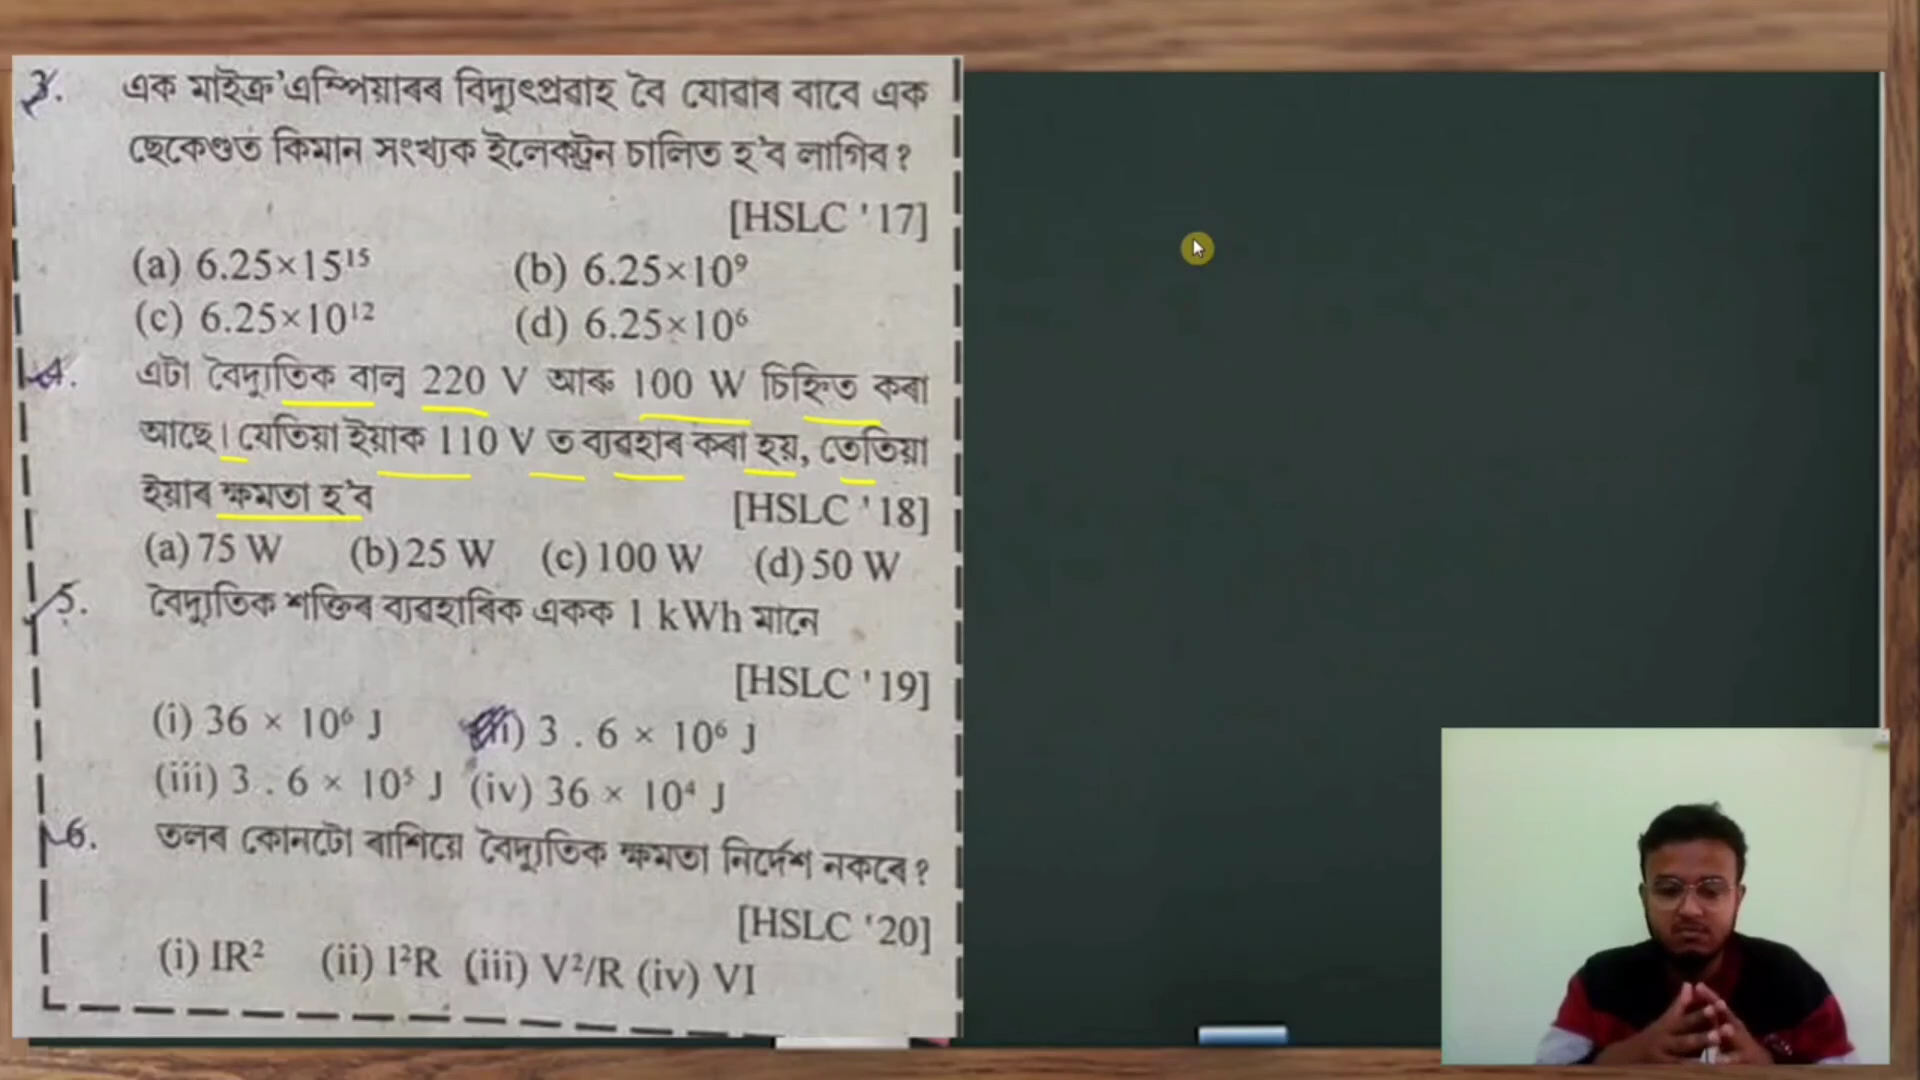 3. এক মাইক্ৰ'এম্পিয়াৰৰ বিদ্যুৎপ্ৰৱাহ বৈ যোৱাৰ বাবে এক
ছেকেণ্ডত কিমান সংখ্যক ইলেকট্ৰন চালিত হ'ব লাগিব ?
[HSLC '17]
(a) 6.25×15¹⁵ (b) 6.25×10⁹
(c) 6.25×10¹² (d) 6.25×10⁶
4. এটা বৈদ্যুতিক বাল্ব 220 V আৰু 100 W চিহ্নিত কৰা
আছে। যেতিয়া ইয়াক 110 V ত ব্যৱহাৰ কৰা হয়, তেতিয়া
ইয়াৰ ক্ষমতা হ'ব [HSLC '18]
(a) 75 W (b) 25 W (c) 100 W (d) 50 W
5. বৈদ্যুতিক শক্তিৰ ব্যৱহাৰিক একক 1 kWh মানে
[HSLC '19]
(i) 36 × 10⁶ J (ii) 3 . 6 × 10⁶ J
(iii) 3 . 6 × 10⁵ J (iv) 36 × 10⁴ J
6. তলৰ কোনটো ৰাশিয়ে বৈদ্যুতিক ক্ষমতা নিৰ্দেশ নকৰে ?
[HSLC '20]
(i) IR² (ii) I²R (iii) V²/R (iv) VI